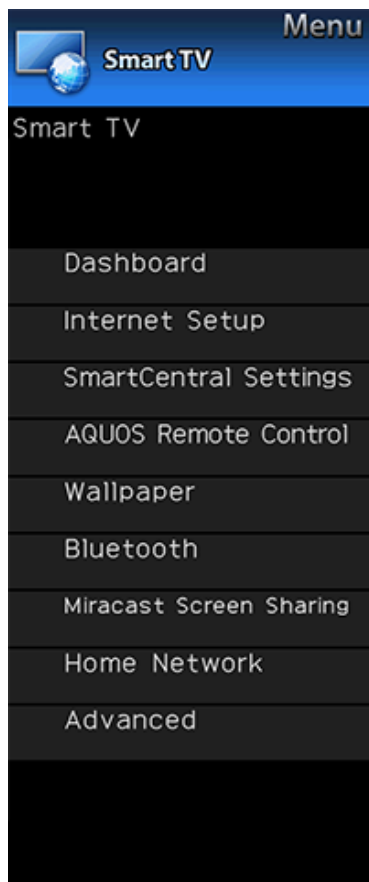 Menu
Smart TV
Smart TV
Dashboard
Internet Setup
SmartCentral Settings
AQUOS Remote Control
Wallpaper
Bluetooth
Miracast Screen Sharing
Home Network
Advanced